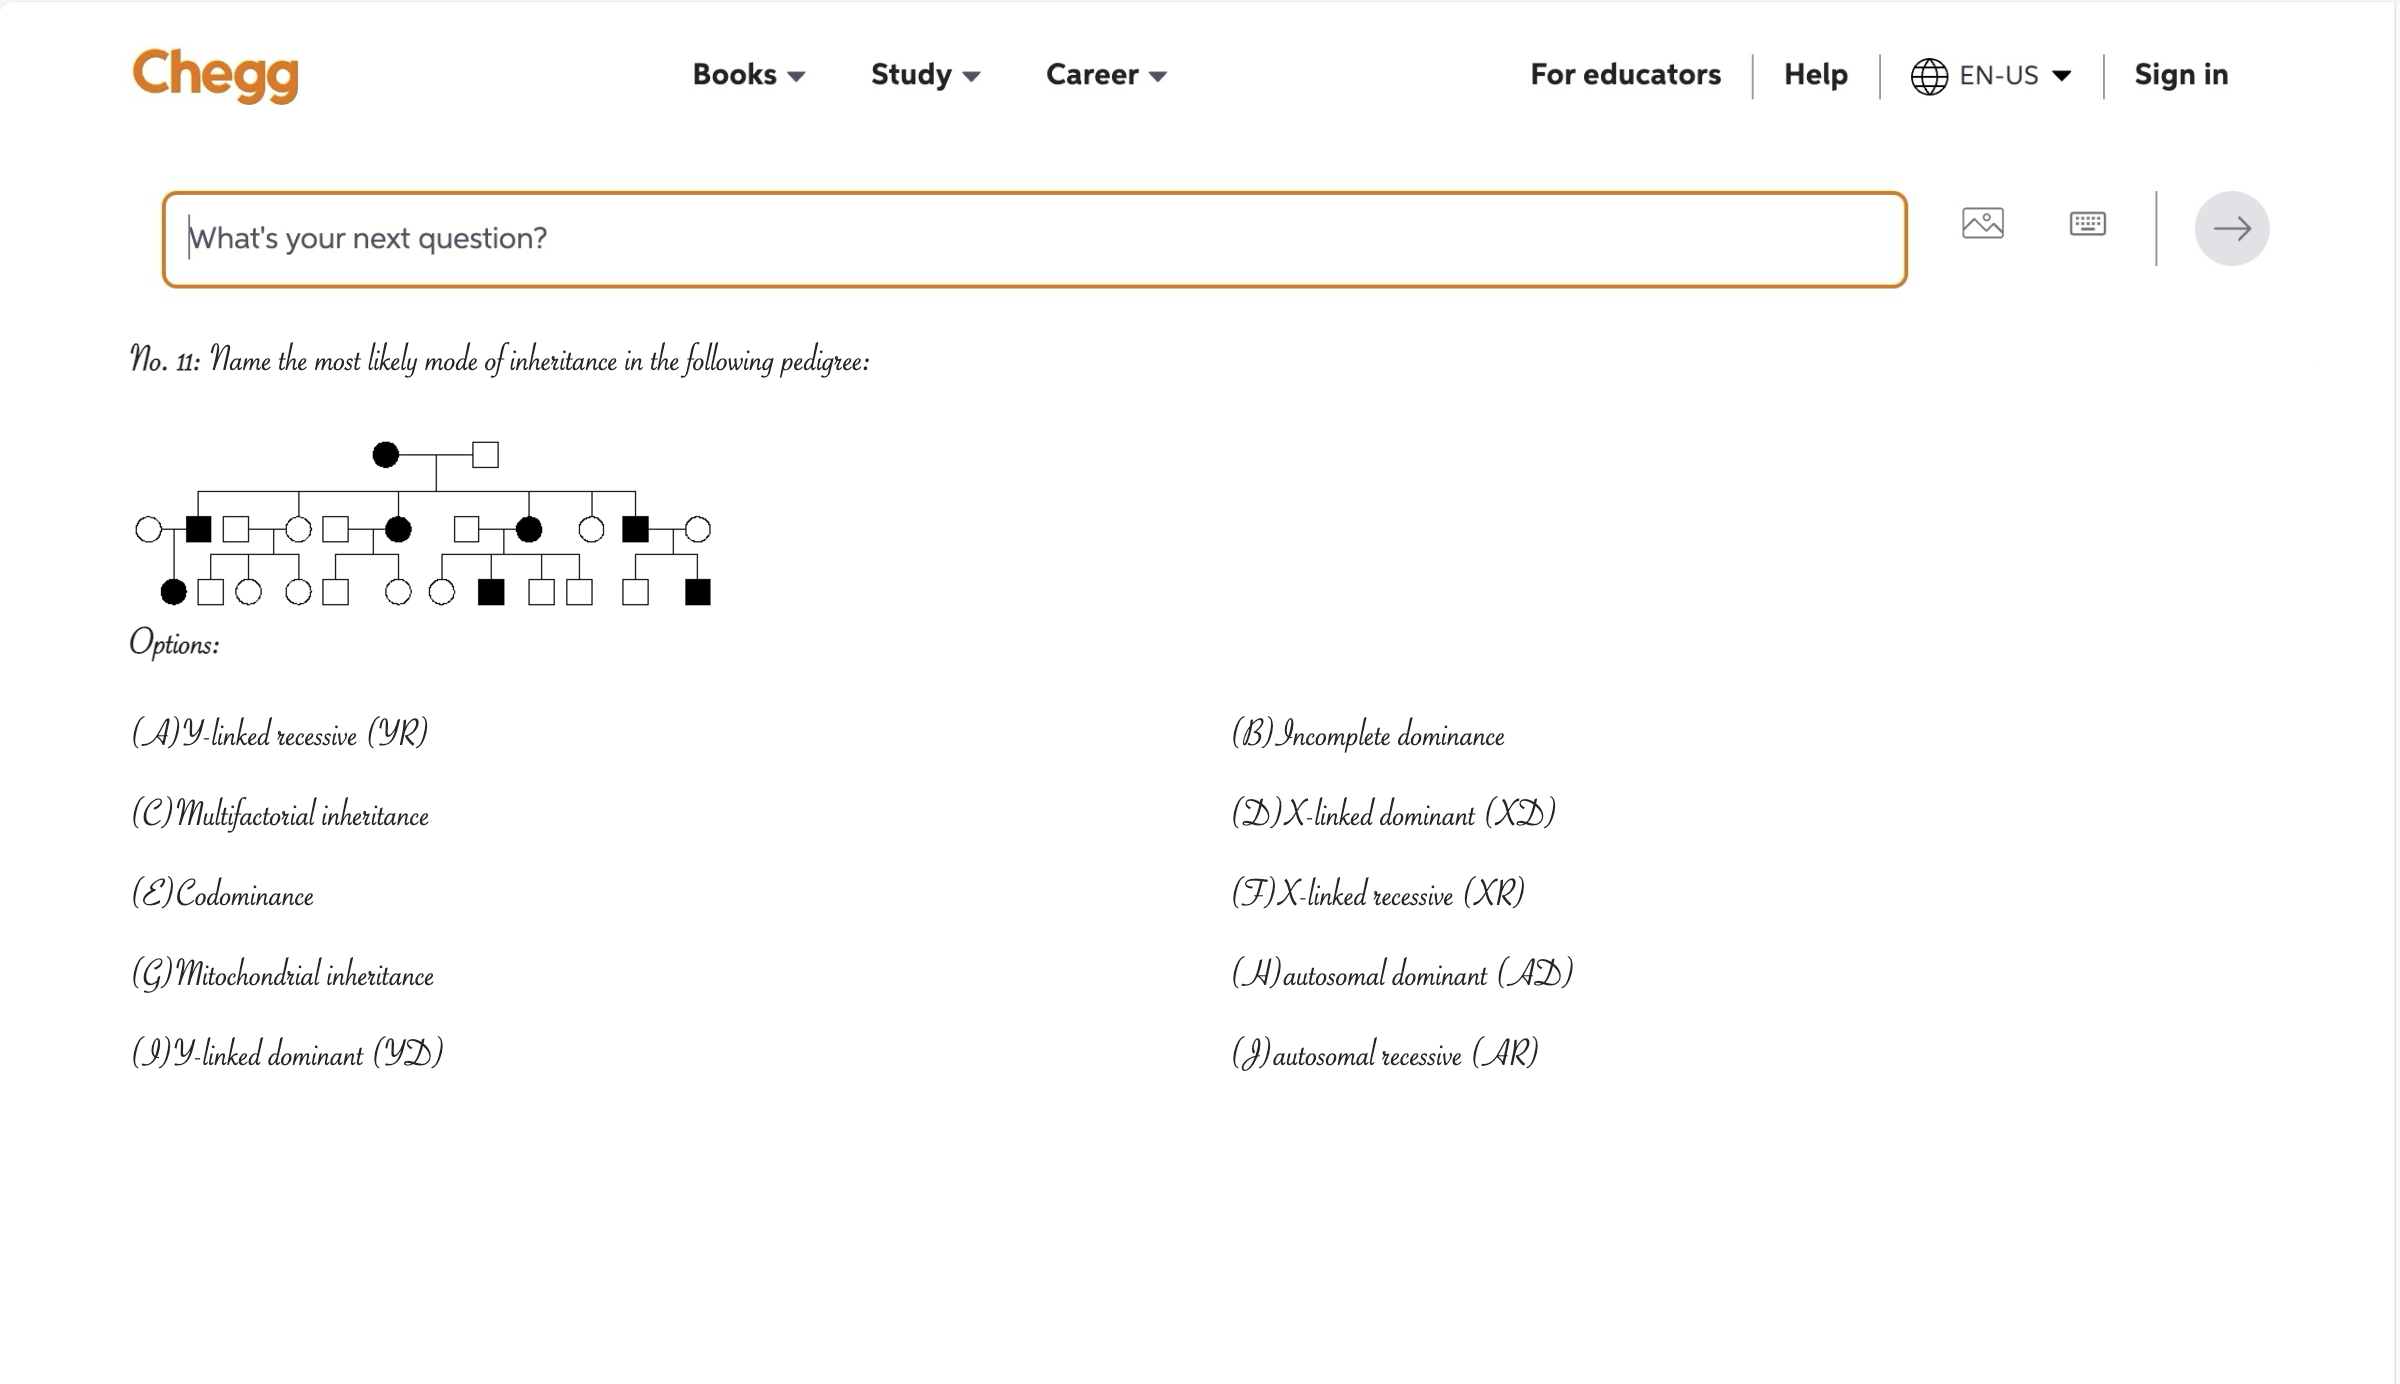 Chegg
Books Study Career For educators Help EN-US Sign in
What's your next question?
No. 11: Name the most likely mode of inheritance in the following pedigree:
Options:
(A)Y-linked recessive (YR)
(B)Incomplete dominance
(C)Multifactorial inheritance
(D)X-linked dominant (XD)
(E)Codominance
(F)X-linked recessive (XR)
(G)Mitochondrial inheritance
(H)autosomal dominant (AD)
(I)Y-linked dominant (YD)
(J)autosomal recessive (AR)